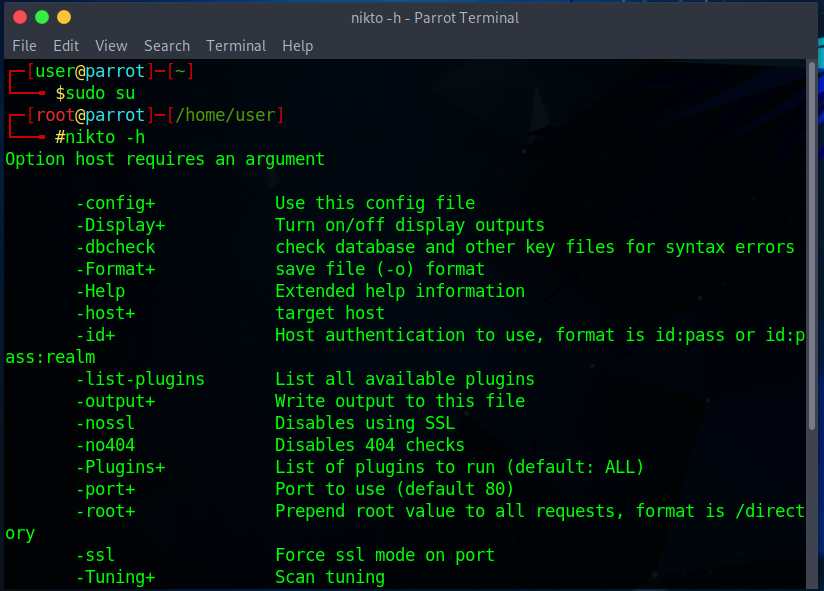 nikto -h - Parrot Terminal
File Edit View Search Terminal Help
┌─[user@parrot]─[~]
└──╼ $sudo su
┌─[root@parrot]─[/home/user]
└──╼ #nikto -h
Option host requires an argument
-config+ Use this config file
-Display+ Turn on/off display outputs
-dbcheck check database and other key files for syntax errors
-Format+ save file (-o) format
-Help Extended help information
-host+ target host
-id+ Host authentication to use, format is id:pass or id:p
ass:realm
-list-plugins List all available plugins
-output+ Write output to this file
-nossl Disables using SSL
-no404 Disables 404 checks
-Plugins+ List of plugins to run (default: ALL)
-port+ Port to use (default 80)
-root+ Prepend root value to all requests, format is /direct
ory
-ssl Force ssl mode on port
-Tuning+ Scan tuning